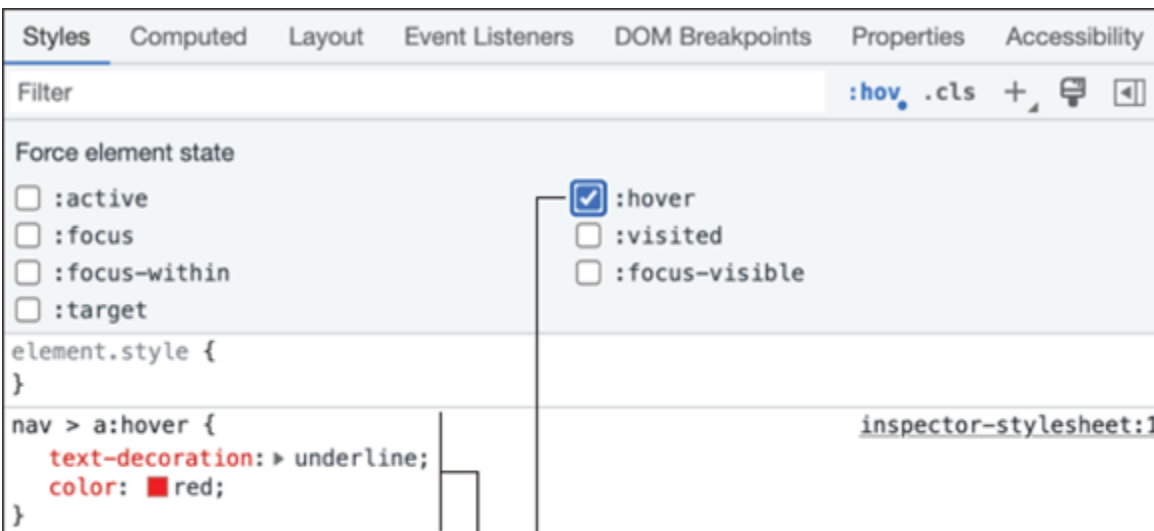 Styles Computed Layout Event Listeners DOM Breakpoints Properties Accessibility
Filter :hov .cls +
Force element state
:active :hover
:focus :visited
:focus-within :focus-visible
:target
element.style {
}
nav > a:hover { inspector-stylesheet:1
text-decoration: underline;
color: red;
}